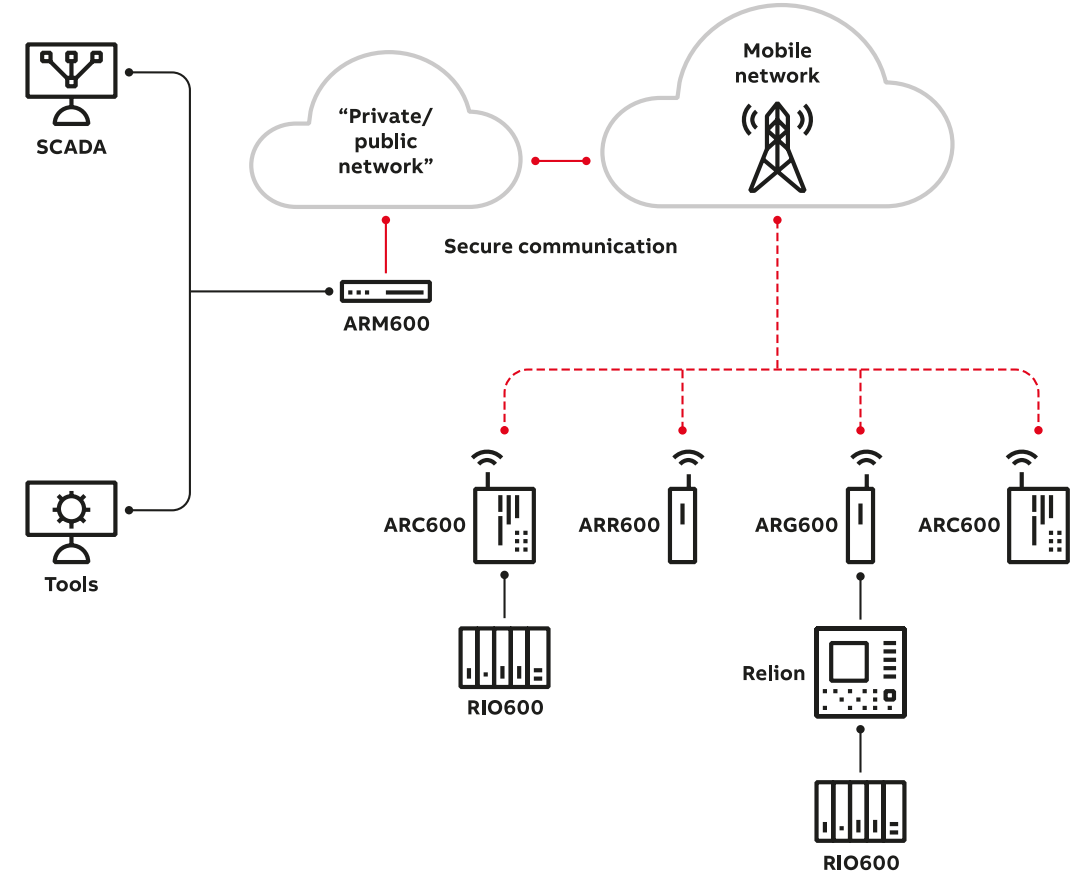 SCADA
“Private/
public
network”
Mobile
network
Secure communication
ARM600
Tools
ARC600
ARR600
ARG600
ARC600
RIO600
Relion
RIO600